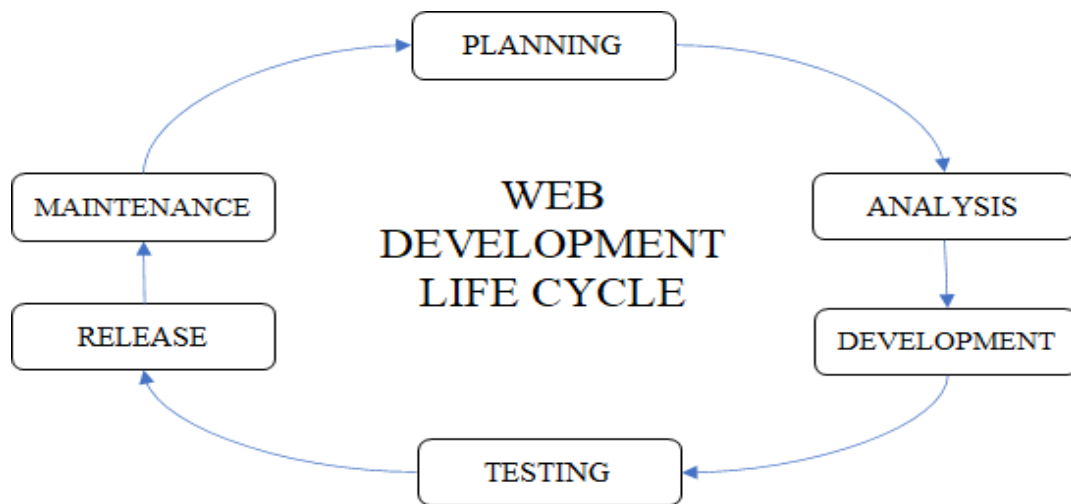 PLANNING
MAINTENANCE
WEB
DEVELOPMENT
LIFE CYCLE
ANALYSIS
RELEASE
DEVELOPMENT
TESTING